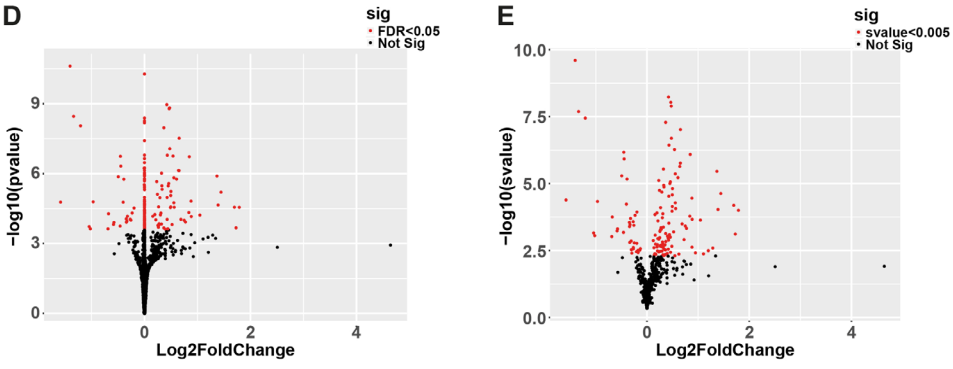 D
sig
FDR<0.05
Not Sig
−log10(pvalue)
9
6
3
0
0 2 4
Log2FoldChange
E
sig
svalue<0.005
Not Sig
−log10(svalue)
10.0
7.5
5.0
2.5
0.0
0 2 4
Log2FoldChange